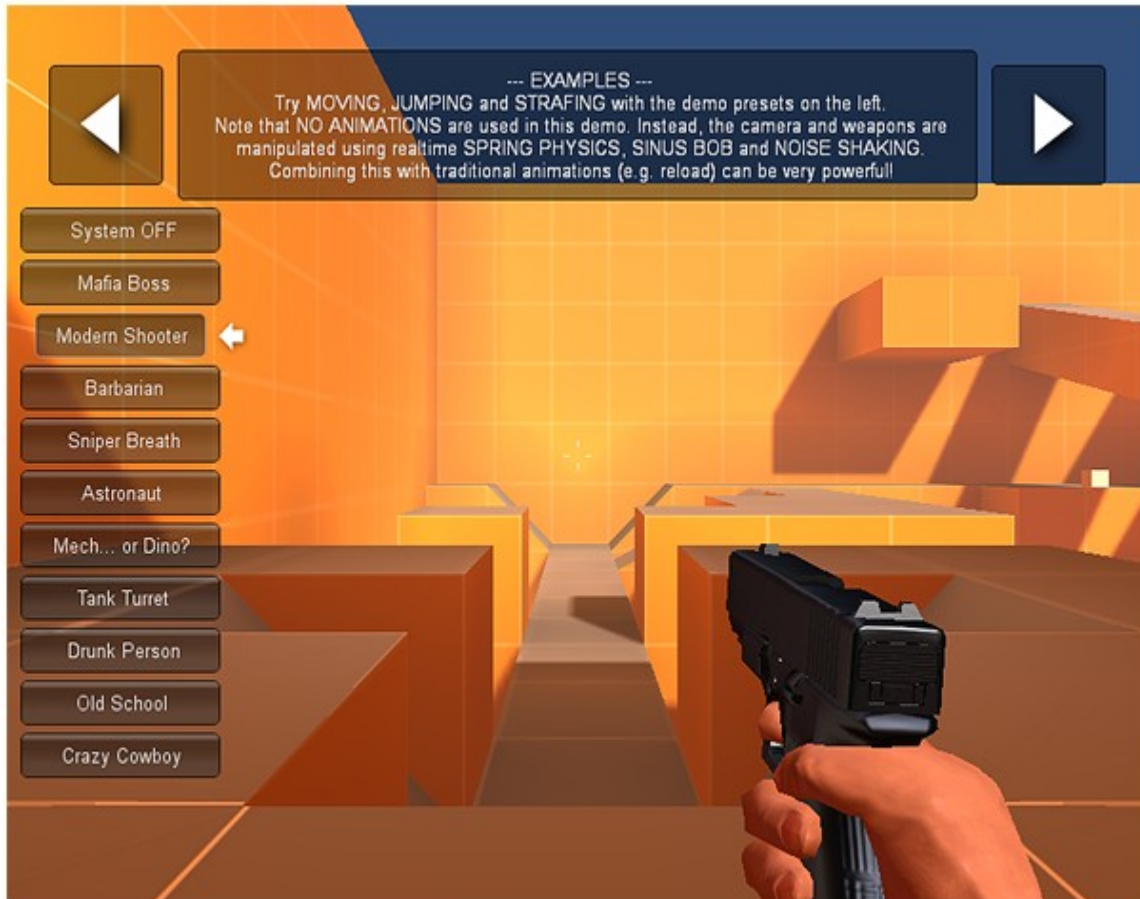 --- EXAMPLES ---
Try MOVING, JUMPING and STRAFING with the demo presets on the left.
Note that NO ANIMATIONS are used in this demo. Instead, the camera and weapons are
manipulated using realtime SPRING PHYSICS, SINUS BOB and NOISE SHAKING.
Combining this with traditional animations (e.g. reload) can be very powerful!
System OFF
Mafia Boss
Modern Shooter
Barbarian
Sniper Breath
Astronaut
Mech... or Dino?
Tank Turret
Drunk Person
Old School
Crazy Cowboy